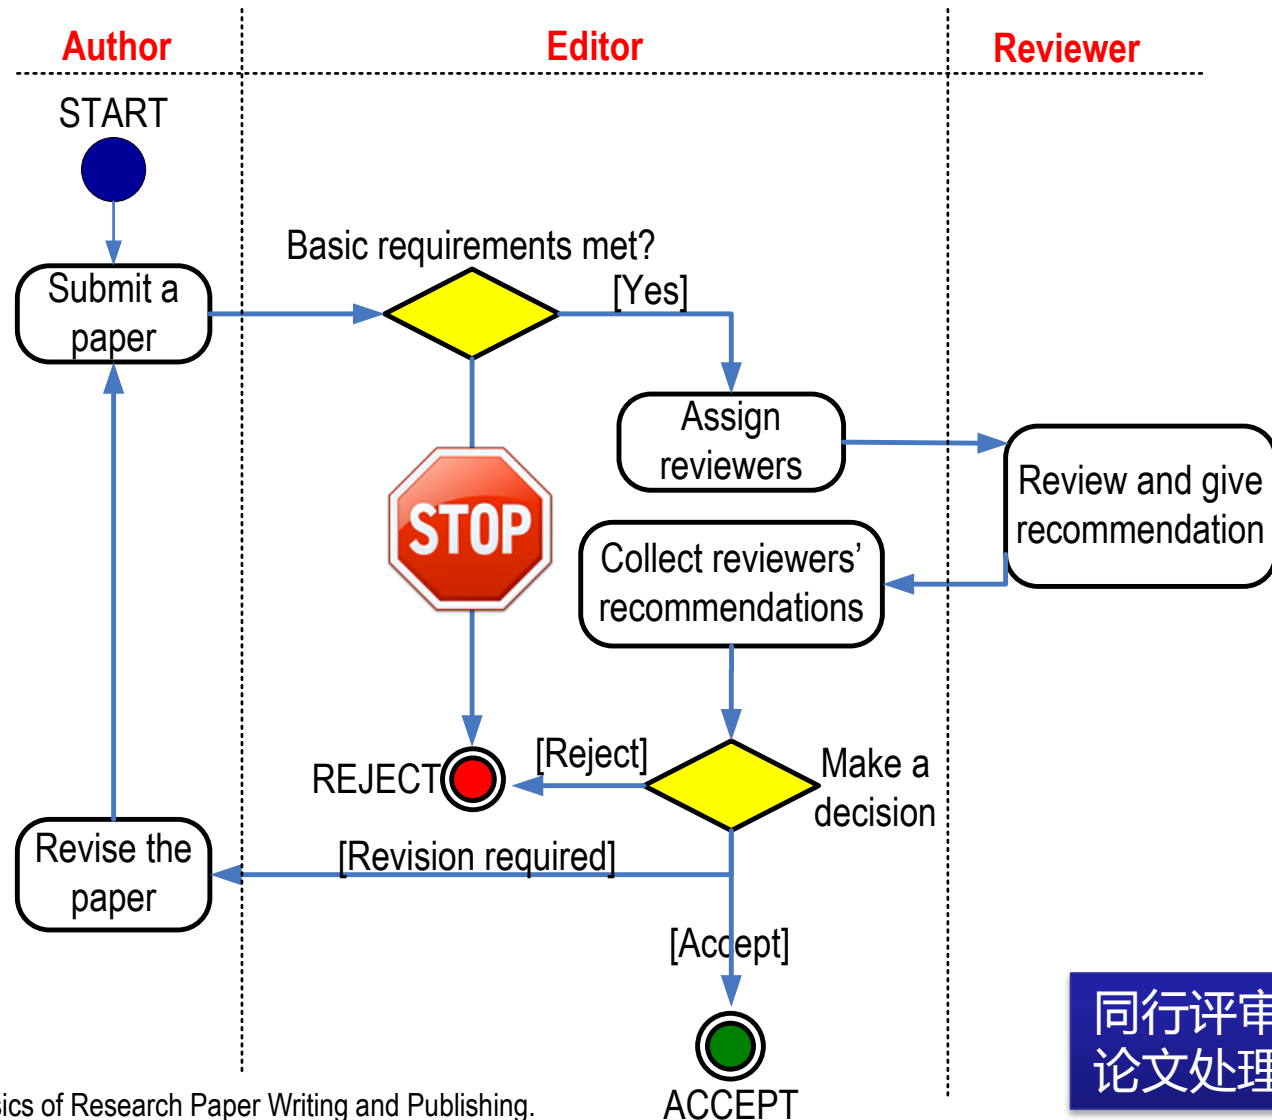 Author
Editor
Reviewer
START
Basic requirements met?
[Yes]
Submit a
paper
Assign
reviewers
Review and give
recommendation
STOP
Collect reviewers’
recommendations
REJECT
[Reject]
Make a
decision
Revise the
paper
[Revision required]
[Accept]
ACCEPT
同行评审
论文处理
of Research Paper Writing and Publishing.